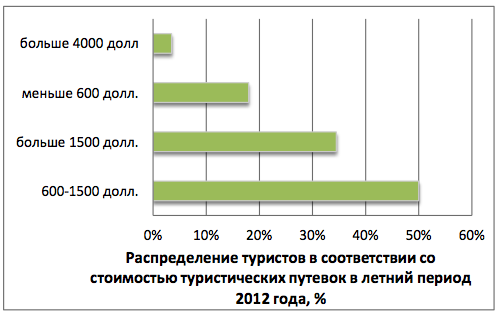 больше 4000 долл
меньше 600 долл.
больше 1500 долл.
600-1500 долл.
0% 10% 20% 30% 40% 50% 60%
Распределение туристов в соответствии со
стоимостью туристических путевок в летний период
2012 года, %